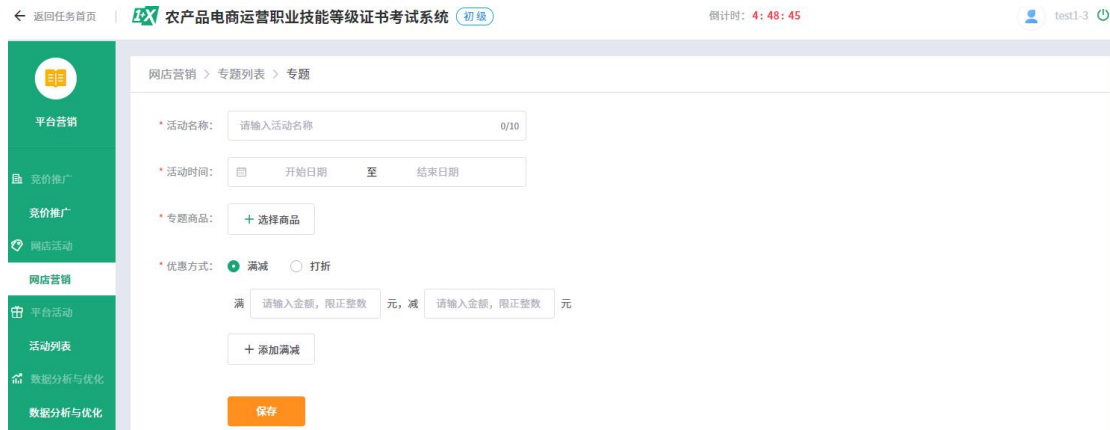 返回任务首页 1+X 农产品电商运营职业技能等级证书考试系统 初级 倒计时：4：48：45 test1-3
平台营销
竞价推广
竞价推广
网店活动
网店营销
平台活动
活动列表
数据分析与优化
数据分析与优化
网店营销 > 专题列表 > 专题
* 活动名称： 请输入活动名称 0/10
* 活动时间： 开始日期 至 结束日期
* 专题商品： + 选择商品
* 优惠方式： 满减 打折
满 请输入金额，限正整数 元，减 请输入金额，限正整数 元
+ 添加满减
保存